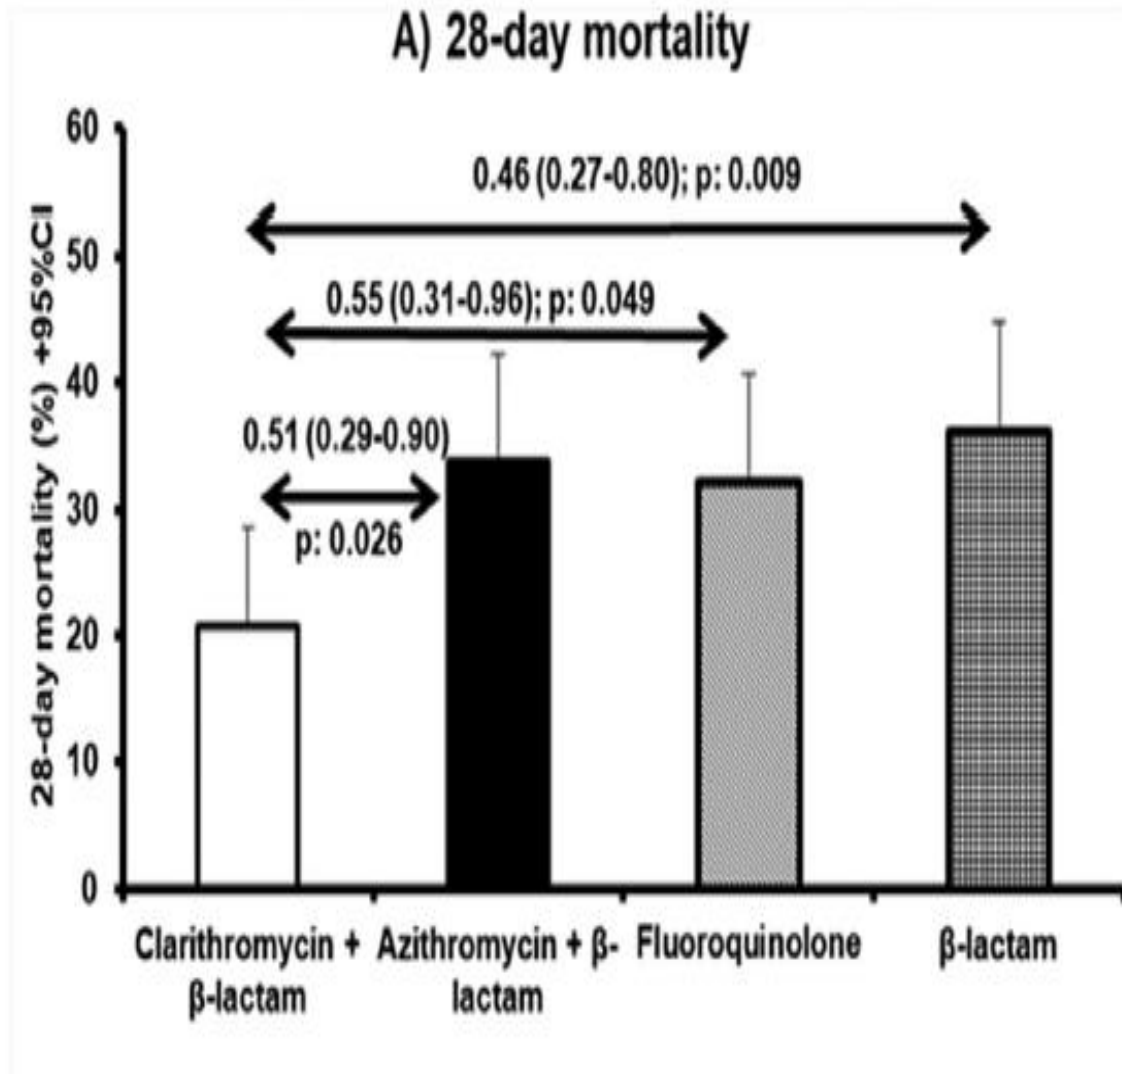 A) 28-day mortality
28-day mortality (%) +95%CI
60
50
40
30
20
10
0
0.46 (0.27-0.80); p: 0.009
0.55 (0.31-0.96); p: 0.049
0.51 (0.29-0.90)
p: 0.026
Clarithromycin +
β-lactam
Azithromycin + β-
lactam
Fluoroquinolone
β-lactam